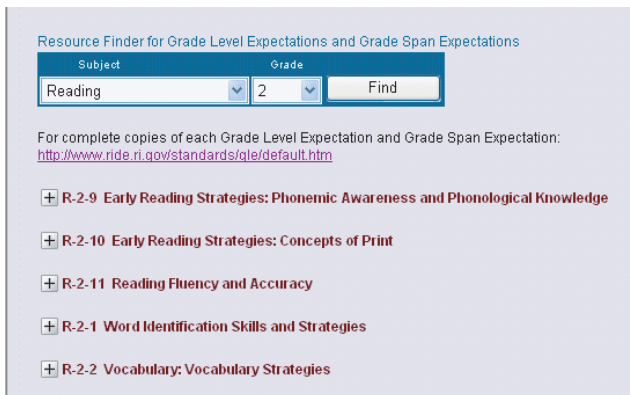 Resource Finder for Grade Level Expectations and Grade Span Expectations
Subject Grade
Reading 2 Find
For complete copies of each Grade Level Expectation and Grade Span Expectation:
http://www.ride.ri.gov/standards/gle/default.htm
R-2-9 Early Reading Strategies: Phonemic Awareness and Phonological Knowledge
R-2-10 Early Reading Strategies: Concepts of Print
R-2-11 Reading Fluency and Accuracy
R-2-1 Word Identification Skills and Strategies
R-2-2 Vocabulary: Vocabulary Strategies